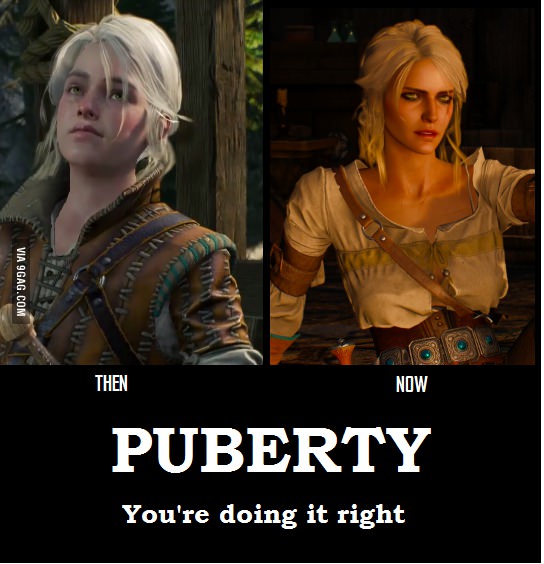 VIA 9GAG.COM
THEN
NOW
PUBERTY
You're doing it right